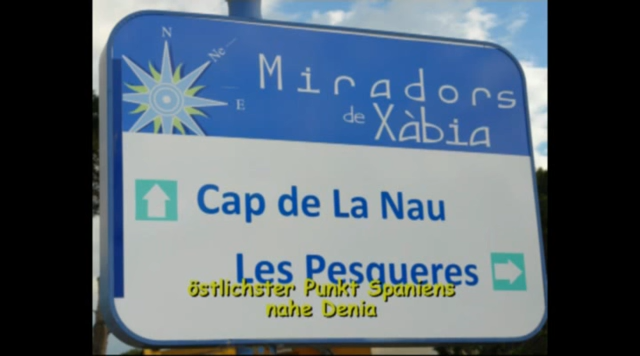 N
Ne
E
Miradors
de Xàbia
Cap de La Nau
Les Pesqueres
östlichster Punkt Spaniens
nahe Denia